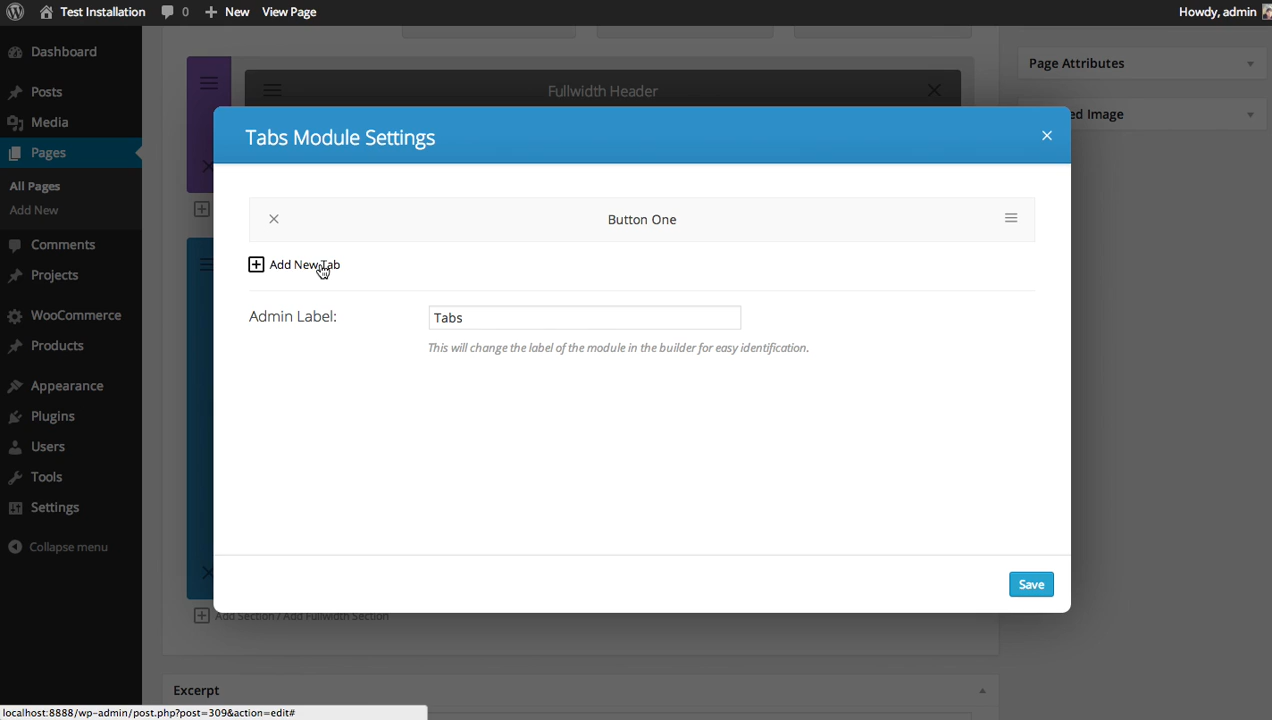 Test Installation
0
New
View Page
Howdy, admin
Dashboard
Posts
Media
Pages
All Pages
Add New
Comments
Projects
WooCommerce
Products
Appearance
Plugins
Users
Tools
Settings
Collapse menu
Fullwidth Header
Page Attributes
ed Image
Tabs Module Settings
Button One
Add New Tab
Admin Label:
Tabs
This will change the label of the module in the builder for easy identification.
Save
Add Section / Add Fullwidth Section
Excerpt
localhost:8888/wp-admin/post.php?post=309&action=edit#